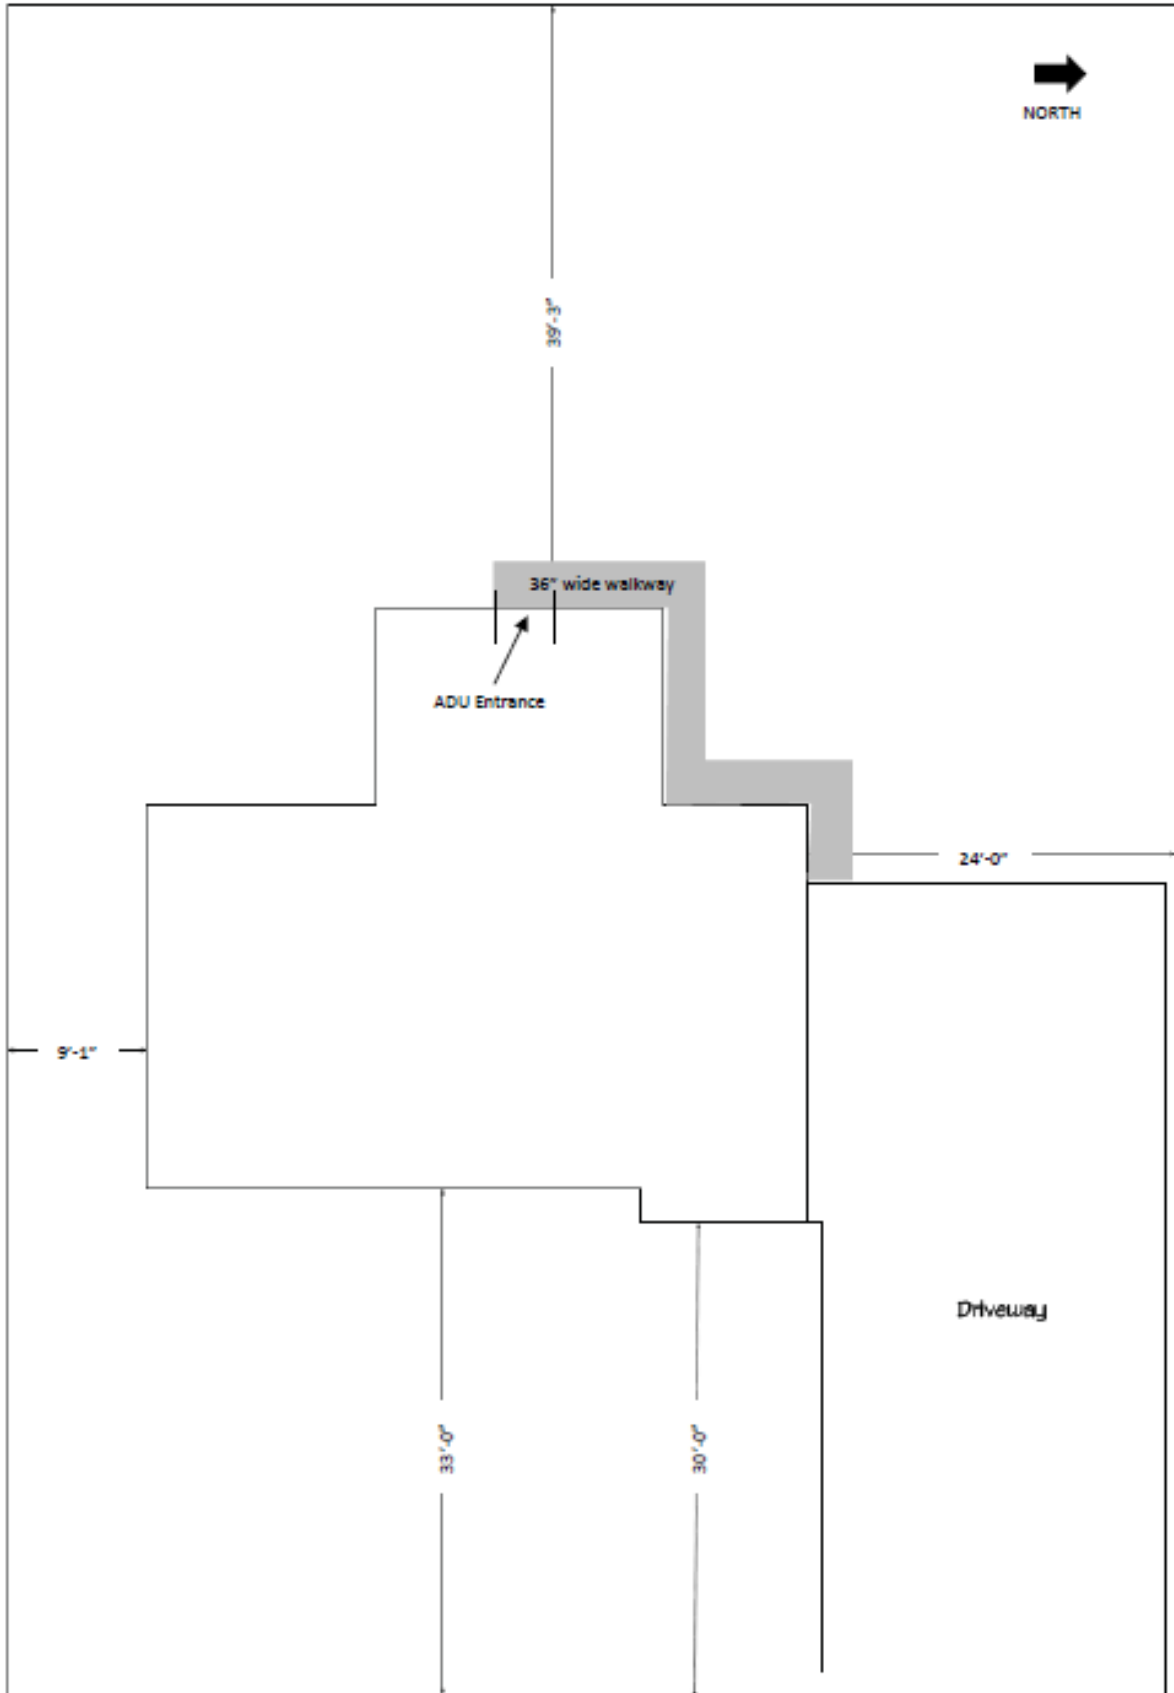 NORTH
39'-3"
36" wide walkway
ADU Entrance
24'-0"
9'-1"
Driveway
33'-0"
30'-0"